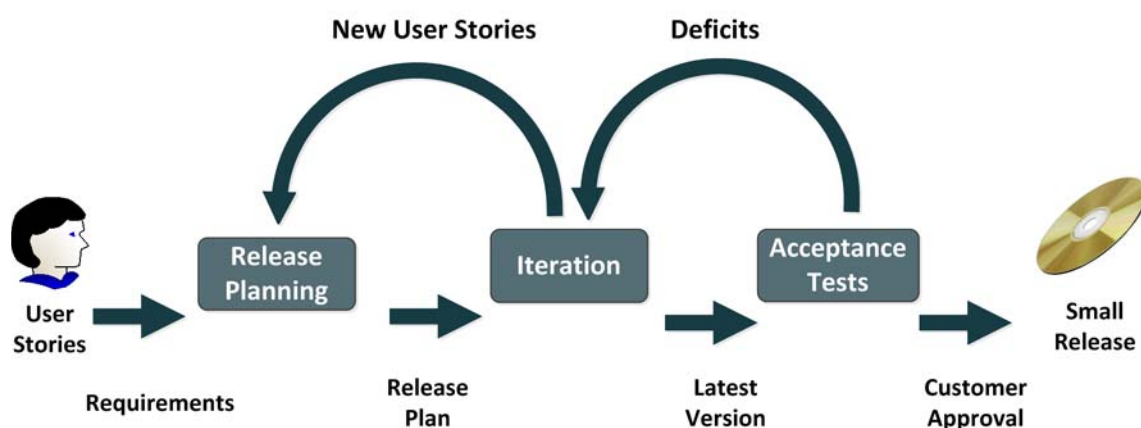 New User Stories
Deficits
Release
Planning
Iteration
Acceptance
Tests
User
Stories
Small
Release
Requirements
Release
Plan
Latest
Version
Customer
Approval